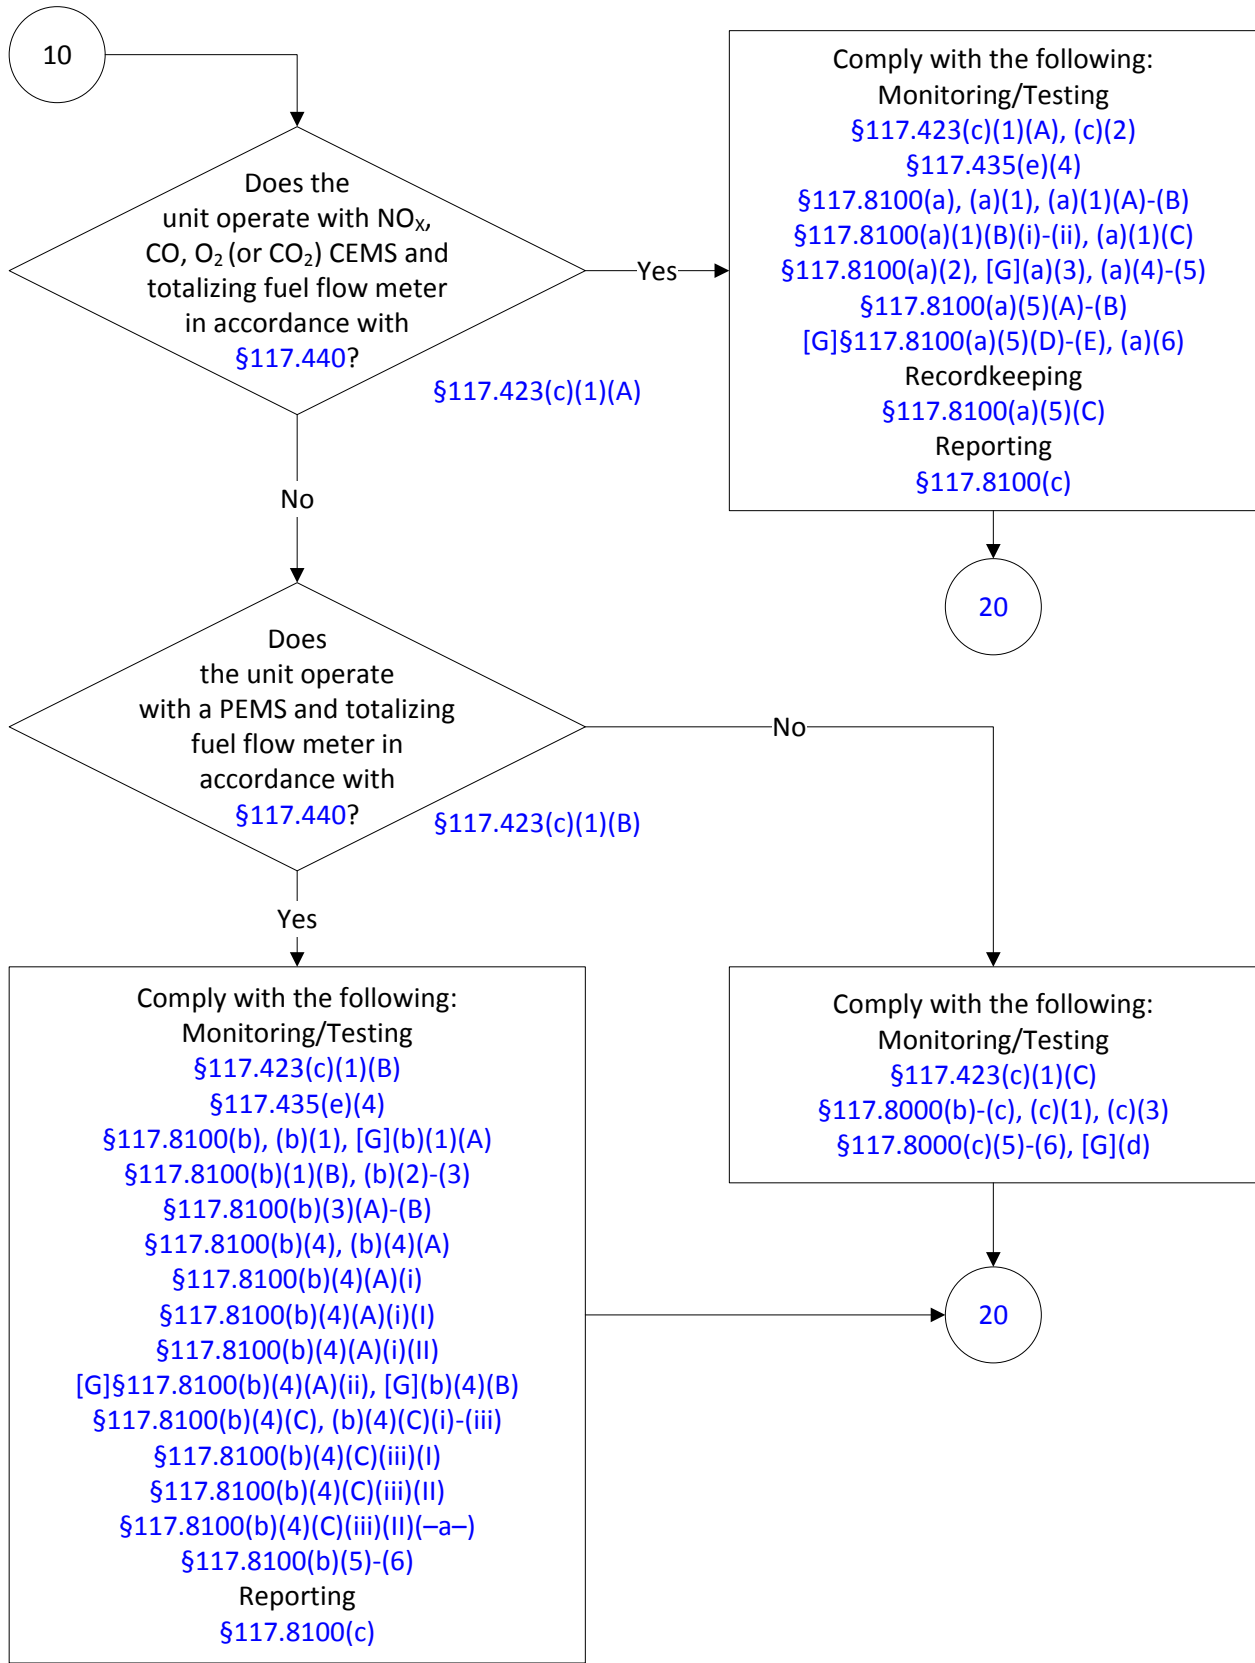 10
Does the
unit operate with NOX,
CO, O2 (or CO2) CEMS and
totalizing fuel flow meter
in accordance with
§117.440?
§117.423(c)(1)(A)
Yes
Comply with the following:
Monitoring/Testing
§117.423(c)(1)(A), (c)(2)
§117.435(e)(4)
§117.8100(a), (a)(1), (a)(1)(A)-(B)
§117.8100(a)(1)(B)(i)-(ii), (a)(1)(C)
§117.8100(a)(2), [G](a)(3), (a)(4)-(5)
§117.8100(a)(5)(A)-(B)
[G]§117.8100(a)(5)(D)-(E), (a)(6)
Recordkeeping
§117.8100(a)(5)(C)
Reporting
§117.8100(c)
20
No
Does
the unit operate
with a PEMS and totalizing
fuel flow meter in
accordance with
§117.440?
§117.423(c)(1)(B)
No
Yes
Comply with the following:
Monitoring/Testing
§117.423(c)(1)(B)
§117.435(e)(4)
§117.8100(b), (b)(1), [G](b)(1)(A)
§117.8100(b)(1)(B), (b)(2)-(3)
§117.8100(b)(3)(A)-(B)
§117.8100(b)(4), (b)(4)(A)
§117.8100(b)(4)(A)(i)
§117.8100(b)(4)(A)(i)(I)
§117.8100(b)(4)(A)(i)(II)
[G]§117.8100(b)(4)(A)(ii), [G](b)(4)(B)
§117.8100(b)(4)(C), (b)(4)(C)(i)-(iii)
§117.8100(b)(4)(C)(iii)(I)
§117.8100(b)(4)(C)(iii)(II)
§117.8100(b)(4)(C)(iii)(II)(–a–)
§117.8100(b)(5)-(6)
Reporting
§117.8100(c)
Comply with the following:
Monitoring/Testing
§117.423(c)(1)(C)
§117.8000(b)-(c), (c)(1), (c)(3)
§117.8000(c)(5)-(6), [G](d)
20